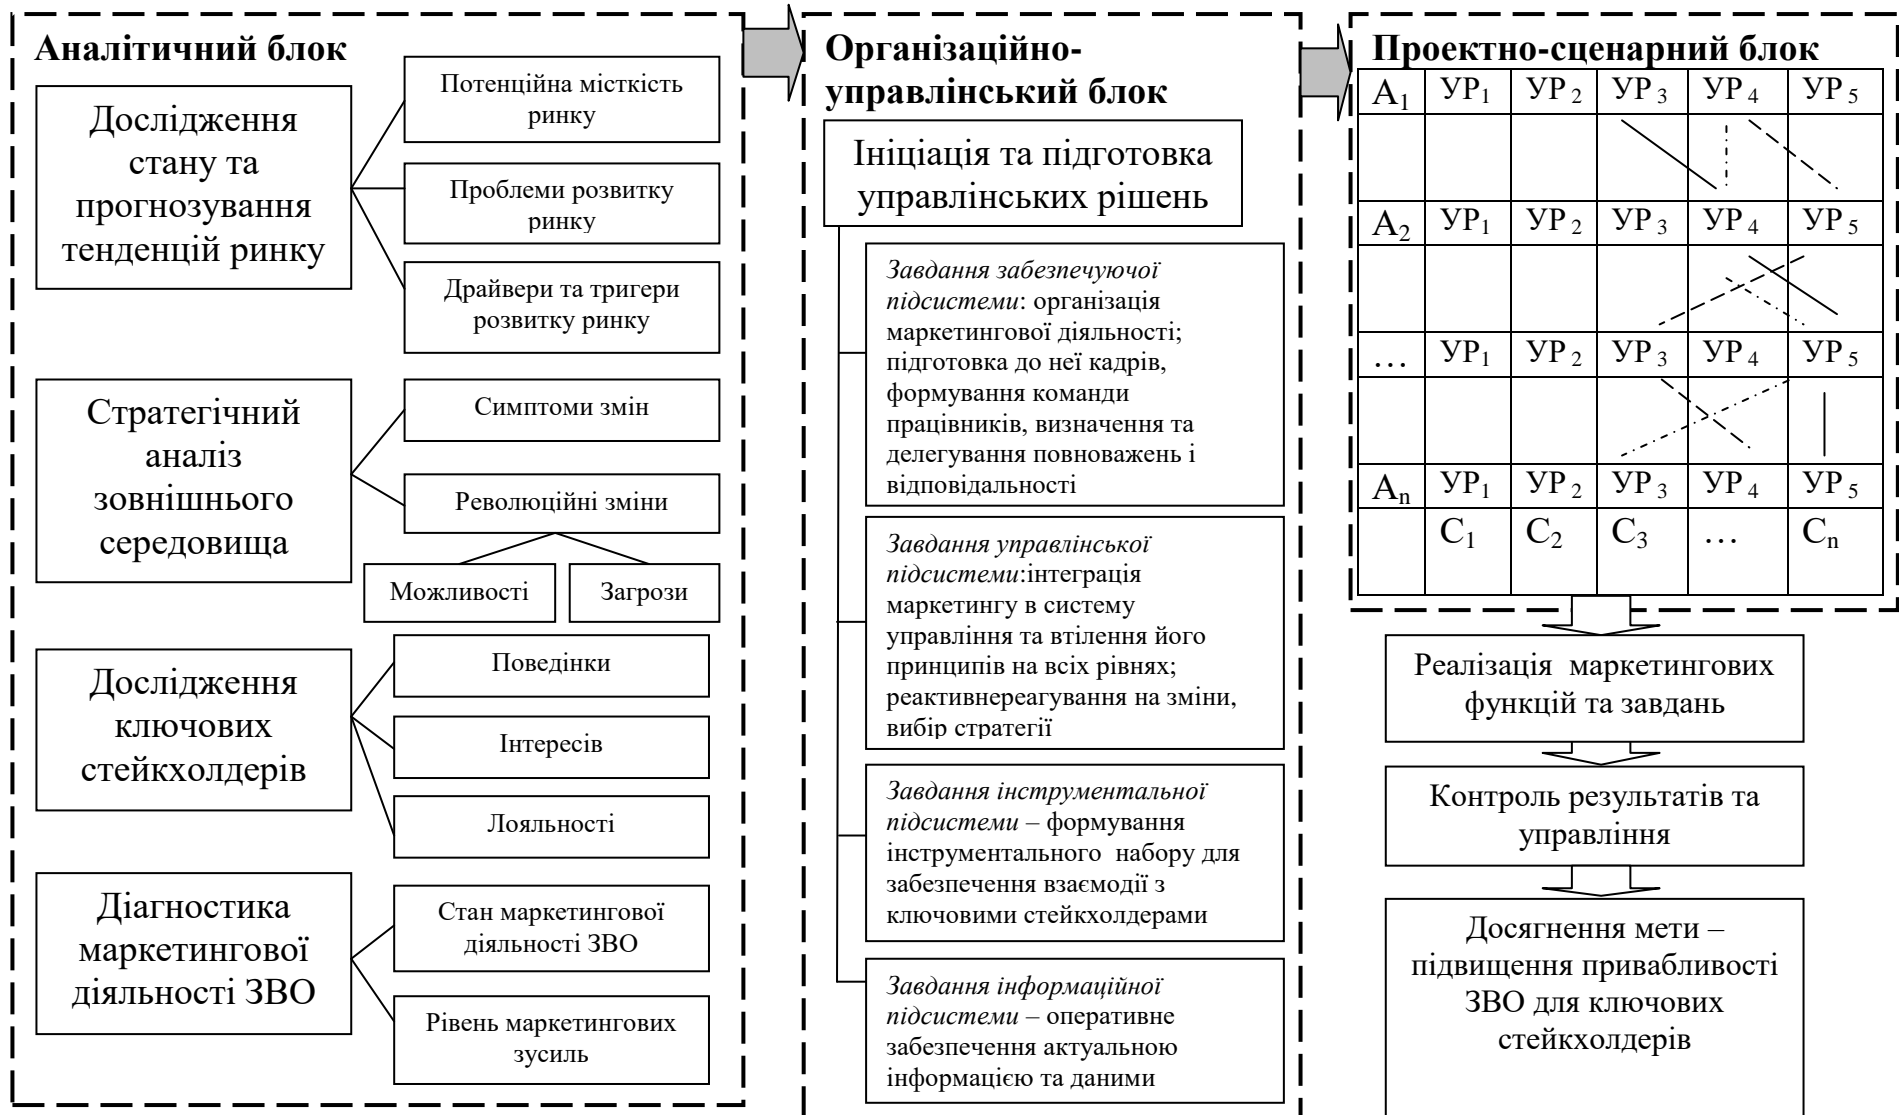 Аналітичний блок
Дослідження
стану та
прогнозування
тенденцій ринку
Потенційна місткість
ринку
Проблеми розвитку
ринку
Драйвери та тригери
розвитку ринку
Стратегічний
аналіз
зовнішнього
середовища
Симптоми змін
Революційні зміни
Можливості
Загрози
Дослідження
ключових
стейкхолдерів
Поведінки
Інтересів
Лояльності
Діагностика
маркетингової
діяльності ЗВО
Стан маркетингової
діяльності ЗВО
Рівень маркетингових
зусиль
Організаційно-
управлінський блок
Ініціація та підготовка
управлінських рішень
Завдання забезпечуючої
підсистеми: організація
маркетингової діяльності;
підготовка до неї кадрів,
формування команди
працівників, визначення та
делегування повноважень і
відповідальності
Завдання управлінської
підсистеми:інтеграція
маркетингу в систему
управління та втілення його
принципів на всіх рівнях;
реактивнереагування на зміни,
вибір стратегії
Завдання інструментальної
підсистеми – формування
інструментального набору для
забезпечення взаємодії з
ключовими стейкхолдерами
Завдання інформаційної
підсистеми – оперативне
забезпечення актуальною
інформацією та даними
Проектно-сценарний блок
А1 УР1 УР2 УР3 УР4 УР5
А2 УР1 УР2 УР3 УР4 УР5
… УР1 УР2 УР3 УР4 УР5
Аn УР1 УР2 УР3 УР4 УР5
С1 С2 С3 … Сn
Реалізація маркетингових
функцій та завдань
Контроль результатів та
управління
Досягнення мети –
підвищення привабливості
ЗВО для ключових
стейкхолдерів